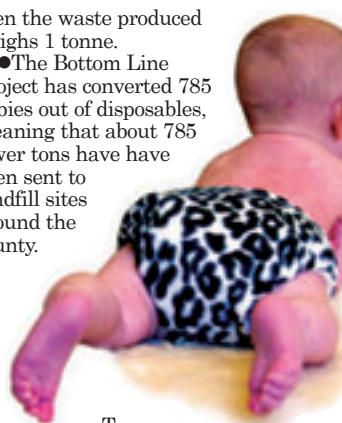 en the waste produced
ighs 1 tonne.
●The Bottom Line
oject has converted 785
bies out of disposables,
eaning that about 785
wer tons have have
en sent to
ndfill sites
ound the
unty.